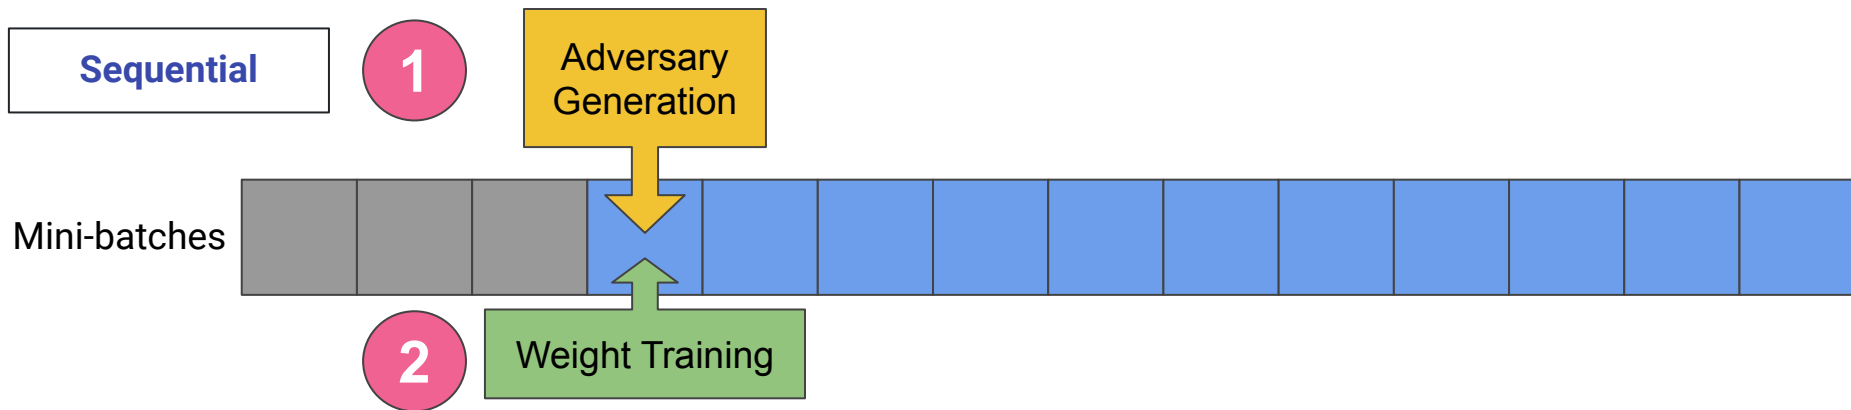 Sequential
1
Adversary
Generation
Mini-batches
2
Weight Training